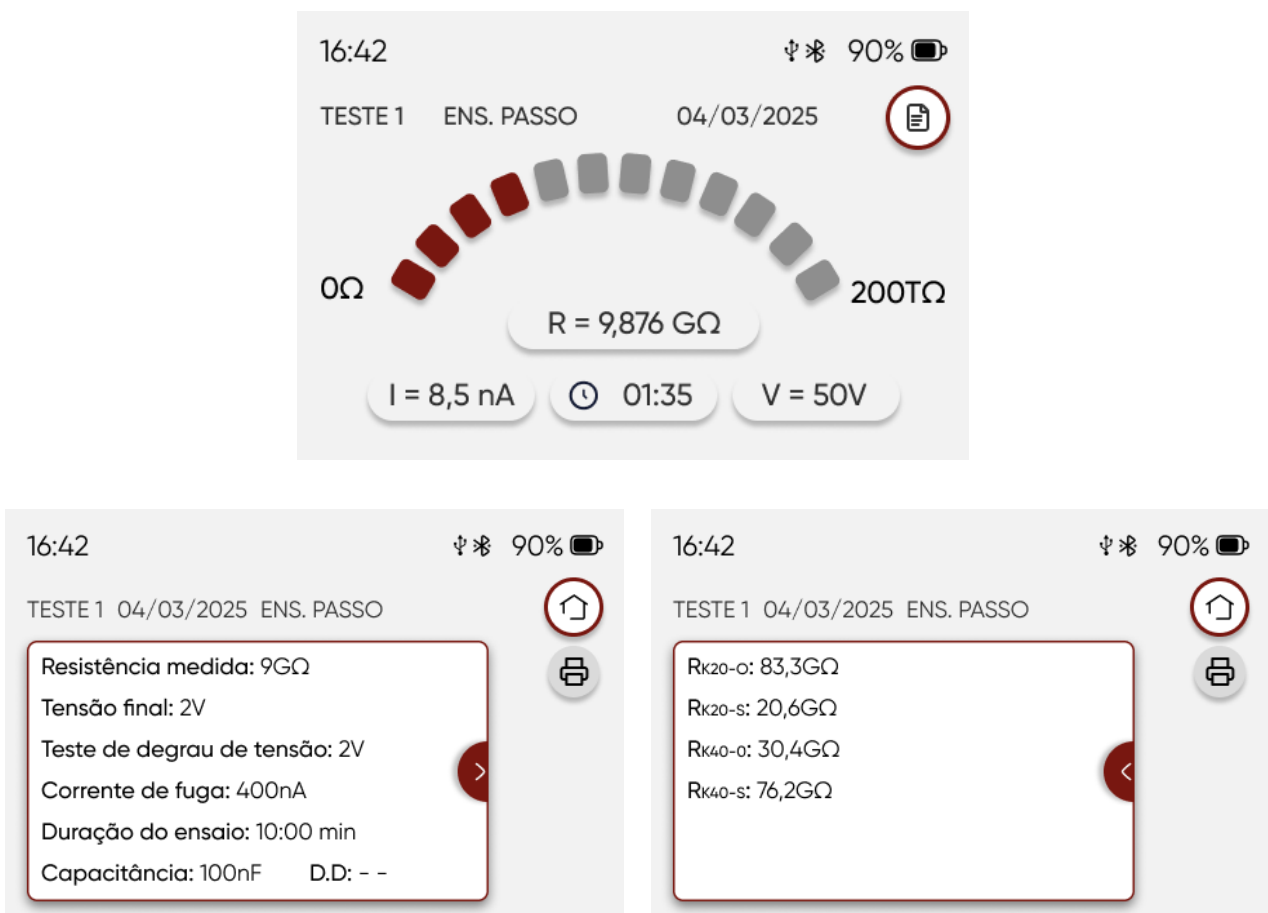 16:42 90%
TESTE 1 ENS. PASSO 04/03/2025
0Ω 200TΩ
R = 9,876 GΩ
I = 8,5 nA 01:35 V = 50V
16:42 90%
TESTE 1 04/03/2025 ENS. PASSO
Resistência medida: 9GΩ
Tensão final: 2V
Teste de degrau de tensão: 2V
Corrente de fuga: 400nA
Duração do ensaio: 10:00 min
Capacitância: 100nF D.D: - -
16:42 90%
TESTE 1 04/03/2025 ENS. PASSO
RK20-O: 83,3GΩ
RK20-S: 20,6GΩ
RK40-0: 30,4GΩ
RK40-S: 76,2GΩ